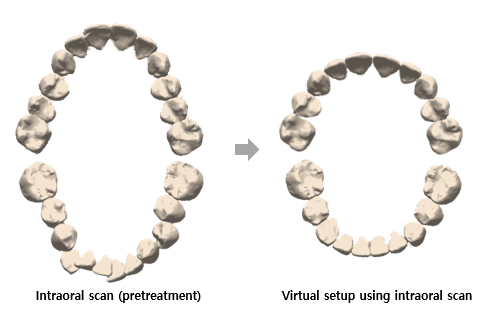 Intraoral scan (pretreatment)
Virtual setup using intraoral scan